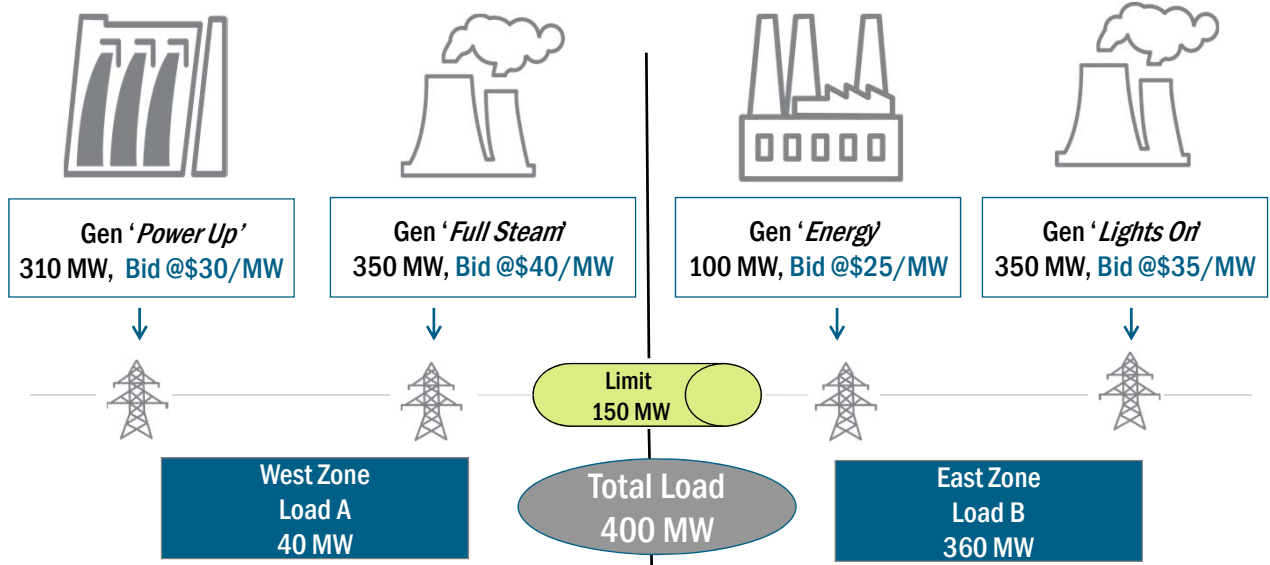 Gen ‘Power Up’
310 MW, Bid @$30/MW
Gen ‘Full Steam’
350 MW, Bid @$40/MW
Gen ‘Energy’
100 MW, Bid @$25/MW
Gen ‘Lights On’
350 MW, Bid @$35/MW
Limit
150 MW
West Zone
Load A
40 MW
Total Load
400 MW
East Zone
Load B
360 MW